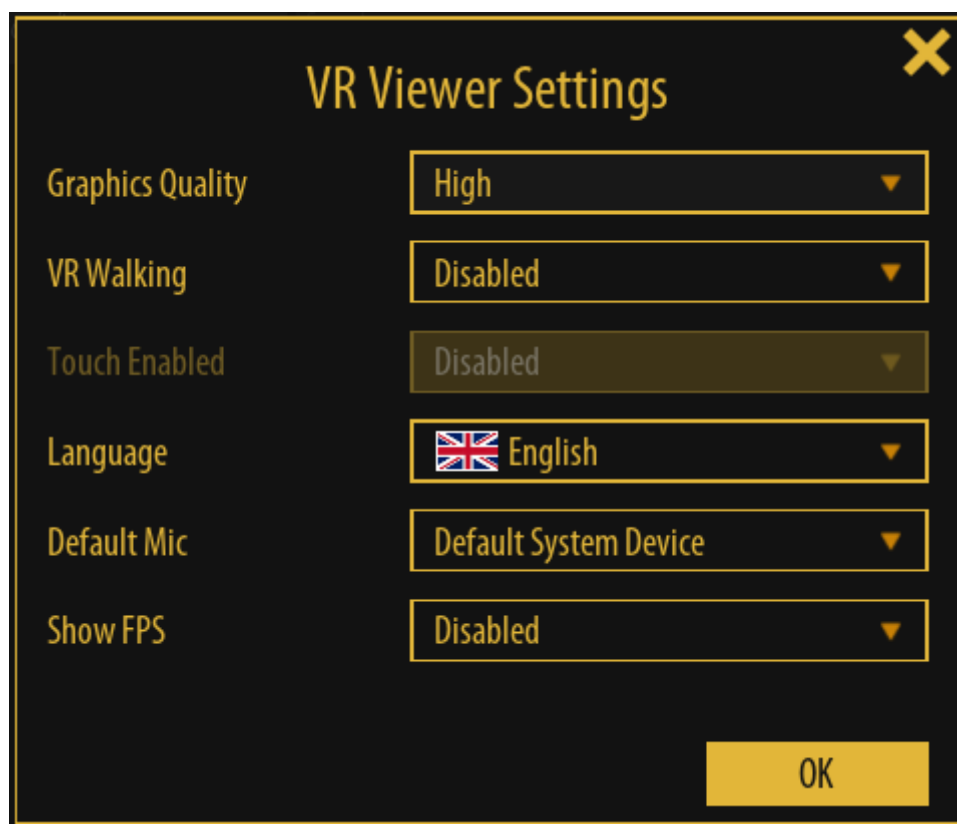 VR Viewer Settings
Graphics Quality High
VR Walking Disabled
Touch Enabled Disabled
Language English
Default Mic Default System Device
Show FPS Disabled
OK